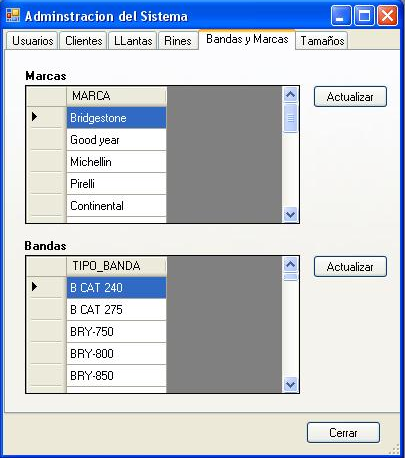 Adminstracion del Sistema
Usuarios Clientes LLantas Rines Bandas y Marcas Tamaños
Marcas
MARCA
Bridgestone
Good year
Michellin
Pirelli
Continental
Actualizar
Bandas
TIPO_BANDA
B CAT 240
B CAT 275
BRY-750
BRY-800
BRY-850
Actualizar
Cerrar